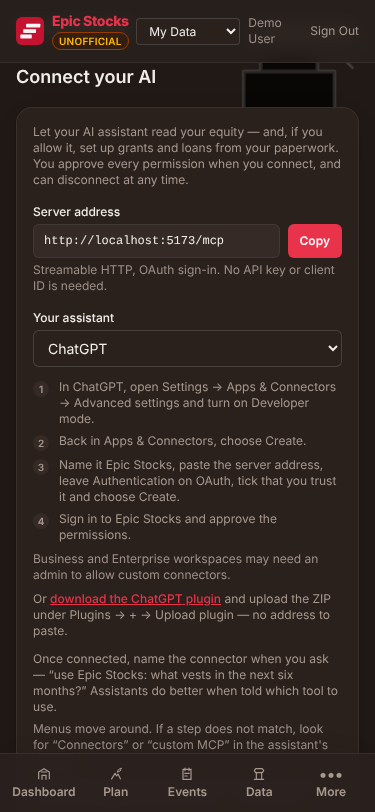 Epic Stocks
UNOFFICIAL
My Data
Demo
User
Sign Out
Connect your AI
Let your AI assistant read your equity — and, if you
allow it, set up grants and loans from your paperwork.
You approve every permission when you connect, and
can disconnect at any time.
Server address
http://localhost:5173/mcp
Copy
Streamable HTTP, OAuth sign-in. No API key or client
ID is needed.
Your assistant
ChatGPT
1 In ChatGPT, open Settings → Apps & Connectors
→ Advanced settings and turn on Developer
mode.
2 Back in Apps & Connectors, choose Create.
3 Name it Epic Stocks, paste the server address,
leave Authentication on OAuth, tick that you trust
it and choose Create.
4 Sign in to Epic Stocks and approve the
permissions.
Business and Enterprise workspaces may need an
admin to allow custom connectors.
Or download the ChatGPT plugin and upload the ZIP
under Plugins → + → Upload plugin — no address to
paste.
Once connected, name the connector when you ask
— “use Epic Stocks: what vests in the next six
months?” Assistants do better when told which tool to
use.
Menus move around. If a step does not match, look
for “Connectors” or “custom MCP” in the assistant's
Dashboard
Plan
Events
Data
More